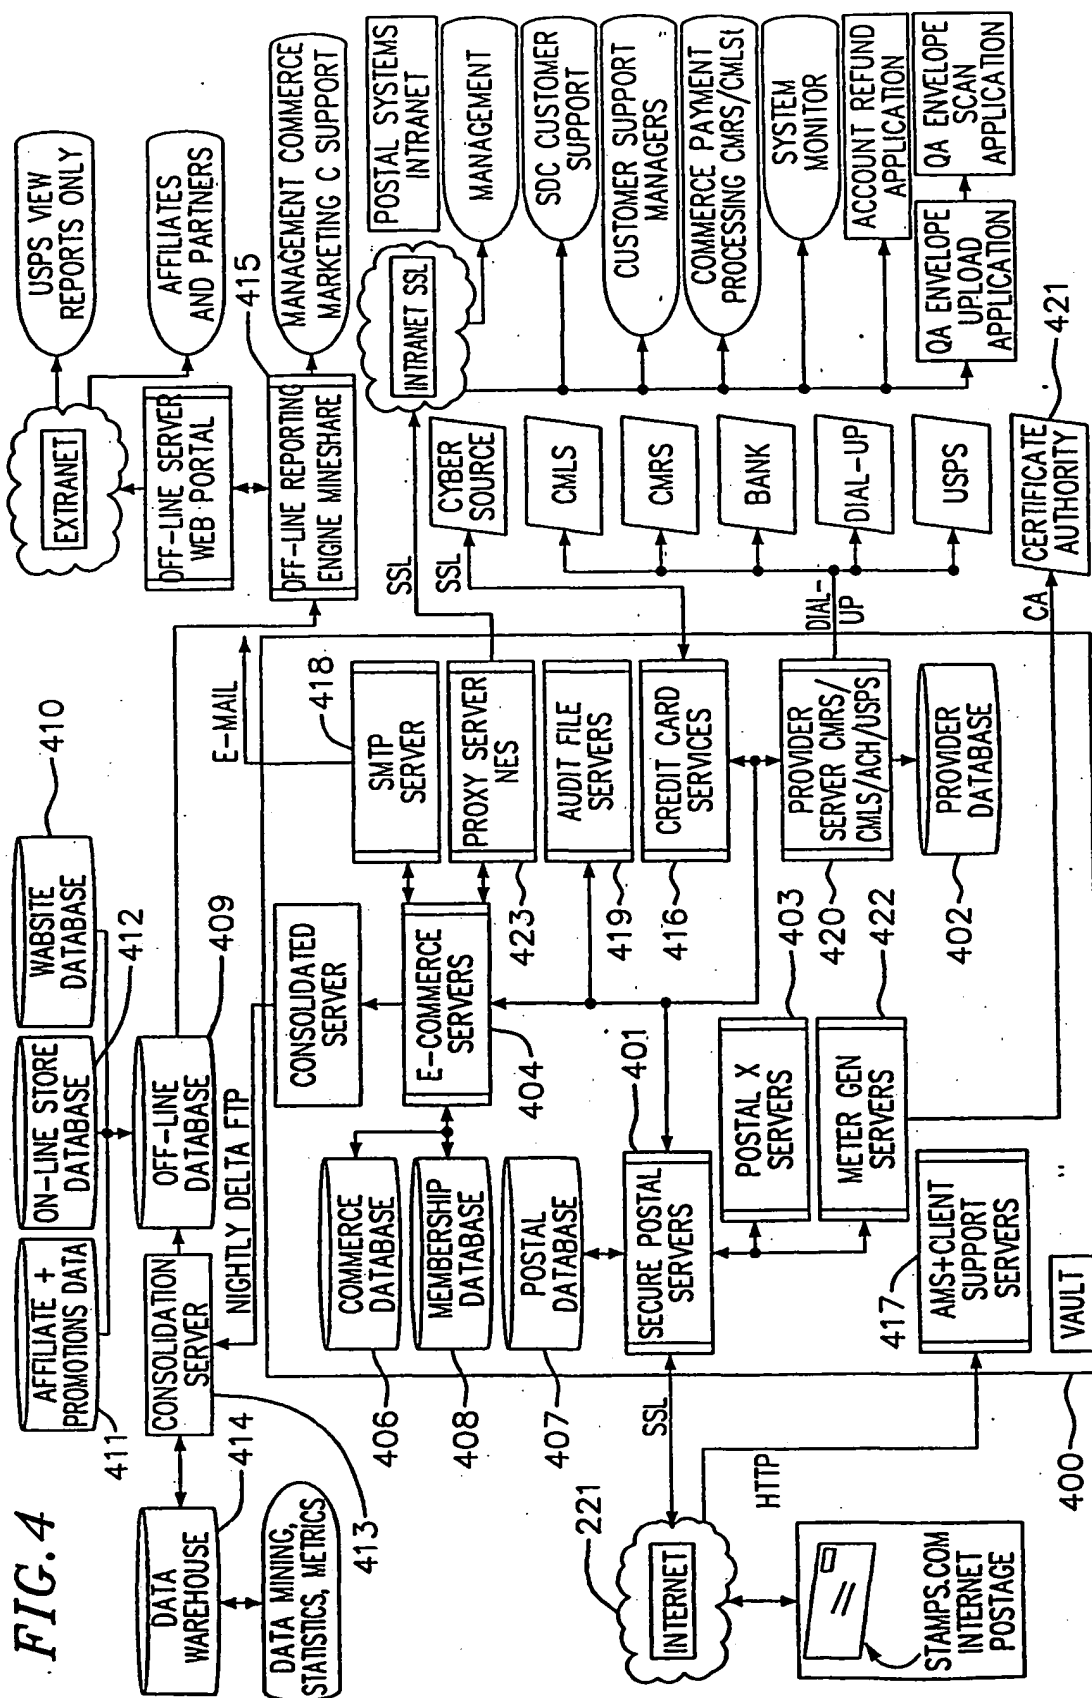 FIG. 4
AFFILIATE +
PROMOTIONS DATA
411
ON-LINE STORE
DATABASE
412
WABSITE
DATABASE
410
DATA
WAREHOUSE
414
CONSOLIDATION
SERVER
413
OFF-LINE
DATABASE
409
DATA MINING,
STATISTICS, METRICS
NIGHTLY DELTA FTP
E-MAIL
EXTRANET
USPS VIEW
REPORTS ONLY
AFFILIATES
AND PARTNERS
OFF-LINE SERVER
WEB PORTAL
415
OFF-LINE REPORTING
ENGINE MINESHARE
MANAGEMENT COMMERCE
MARKETING C SUPPORT
CONSOLIDATED
SERVER
COMMERCE
DATABASE
406
MEMBERSHIP
DATABASE
408
POSTAL
DATABASE
407
E-COMMERCE
SERVERS
404
SMTP
SERVER
418
PROXY SERVER
NES
423
AUDIT FILE
SERVERS
419
CREDIT CARD
SERVICES
416
SSL
SSL
INTRANET SSL
POSTAL SYSTEMS
INTRANET
MANAGEMENT
SDC CUSTOMER
SUPPORT
CUSTOMER SUPPORT
MANAGERS
COMMERCE PAYMENT
PROCESSING CMRS/CMLSt
SYSTEM
MONITOR
ACCOUNT REFUND
APPLICATION
QA ENVELOPE
UPLOAD
APPLICATION
QA ENVELOPE
SCAN
APPLICATION
CYBER
SOURCE
CMLS
CMRS
BANK
DIAL-UP
USPS
DIAL-
UP
221
INTERNET
SSL
HTTP
SECURE POSTAL
SERVERS
401
POSTAL X
SERVERS
403
METER GEN
SERVERS
422
PROVIDER
SERVER CMRS/
CMLS/ACH/USPS
420
PROVIDER
DATABASE
402
CA
CERTIFICATE
AUTHORITY
421
AMS+CLIENT
SUPPORT
SERVERS
417
VAULT
400
STAMPS.COM
INTERNET
POSTAGE